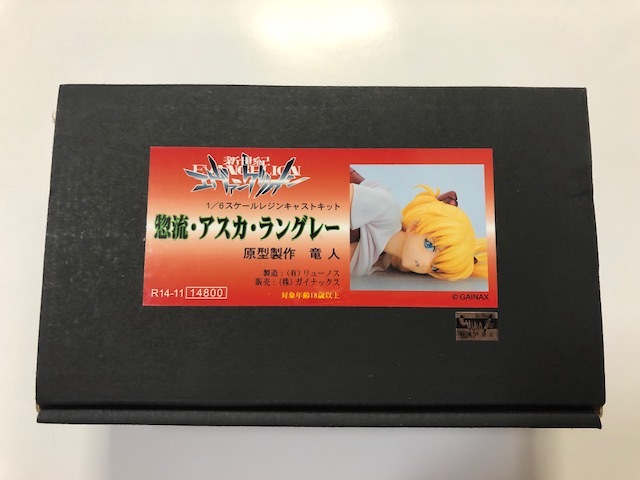 新世紀
EVANGELION
エヴァンゲリオン
1/6スケールレジンキャストキット
惣流・アスカ・ラングレー
原型製作 竜人
製造:(有)リューノス
販売:(株)ガイナックス
R14-11 14800
対象年齢18歳以上
©GAINAX